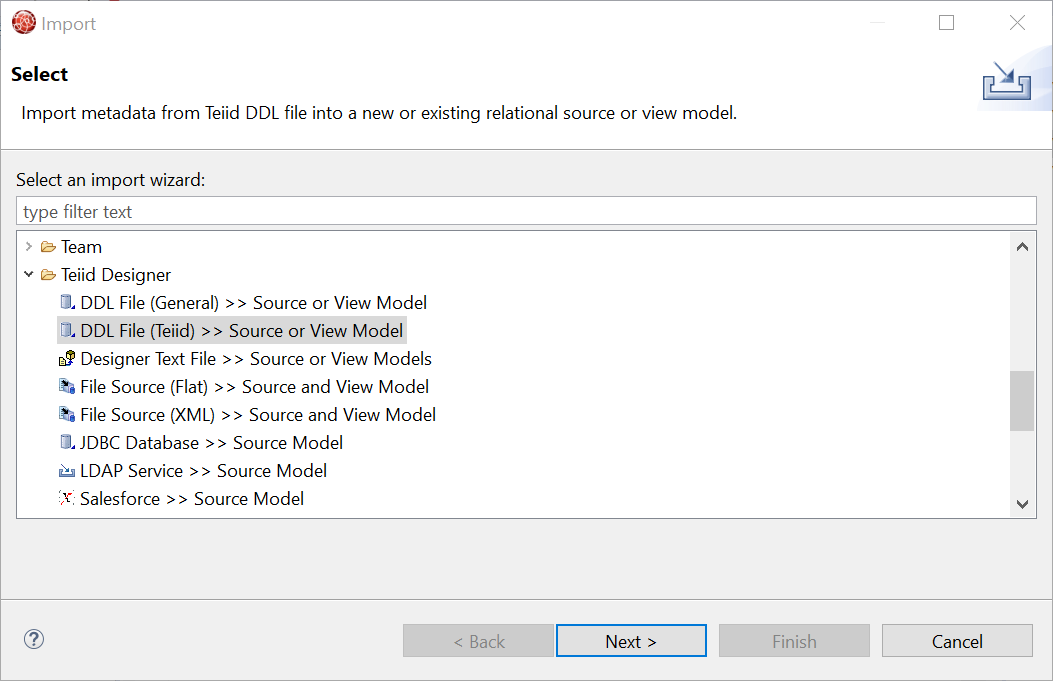 Import
Select
Import metadata from Teiid DDL file into a new or existing relational source or view model.
Select an import wizard:
type filter text
Team
Teiid Designer
DDL File (General) >> Source or View Model
DDL File (Teiid) >> Source or View Model
Designer Text File >> Source or View Models
File Source (Flat) >> Source and View Model
File Source (XML) >> Source and View Model
JDBC Database >> Source Model
LDAP Service >> Source Model
Salesforce >> Source Model
? < Back Next > Finish Cancel